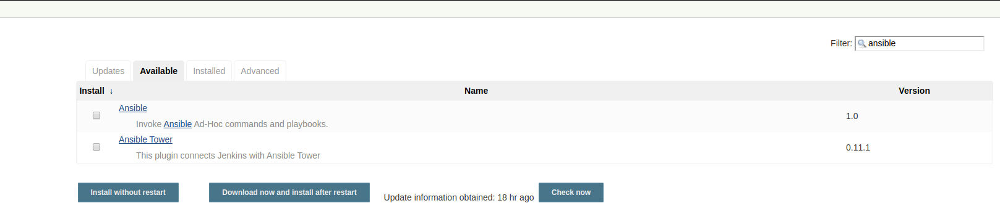 Filter: ansible
Updates Available Installed Advanced
Install ↓ Name Version
Ansible 1.0
Invoke Ansible Ad-Hoc commands and playbooks.
Ansible Tower 0.11.1
This plugin connects Jenkins with Ansible Tower
Install without restart Download now and install after restart Update information obtained: 18 hr ago Check now